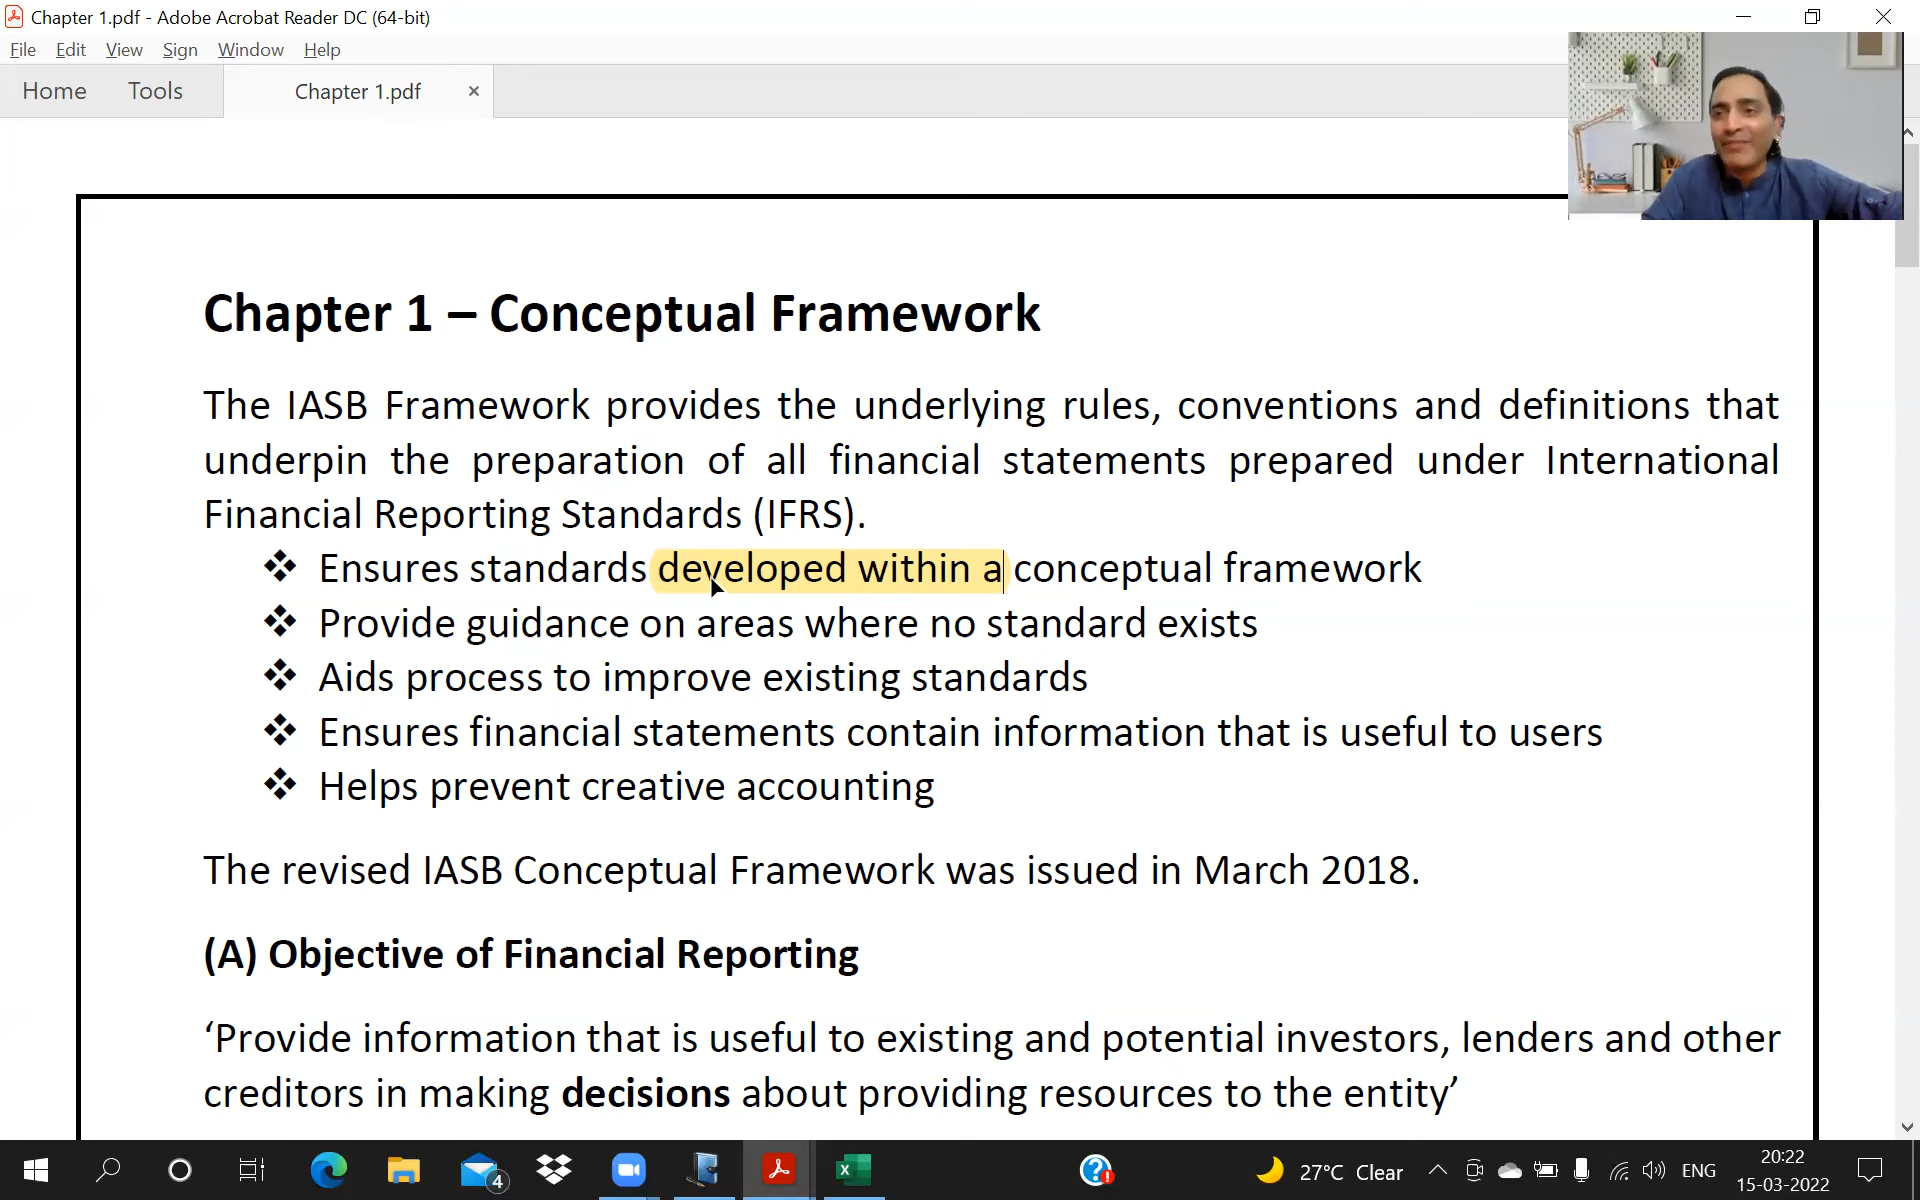 Chapter 1.pdf - Adobe Acrobat Reader DC (64-bit)
File Edit View Sign Window Help
Home Tools Chapter 1.pdf ×
Chapter 1 – Conceptual Framework
The IASB Framework provides the underlying rules, conventions and definitions that
underpin the preparation of all financial statements prepared under International
Financial Reporting Standards (IFRS).
❖ Ensures standards developed within a conceptual framework
❖ Provide guidance on areas where no standard exists
❖ Aids process to improve existing standards
❖ Ensures financial statements contain information that is useful to users
❖ Helps prevent creative accounting
The revised IASB Conceptual Framework was issued in March 2018.
(A) Objective of Financial Reporting
‘Provide information that is useful to existing and potential investors, lenders and other
creditors in making decisions about providing resources to the entity’
4
27°C Clear
ENG
20:22
15-03-2022